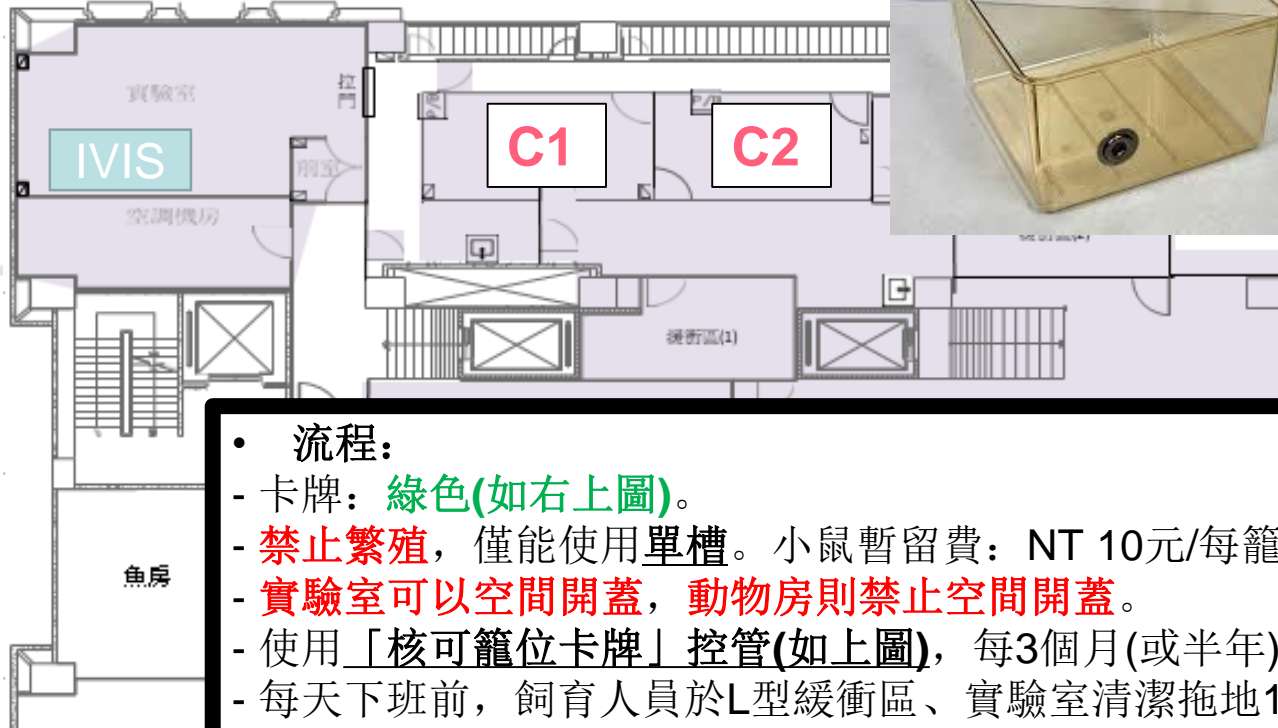 拉門
實驗室
P/B
P/B
C1
C2
IVIS
前室
空調機房
緩衝區(1)
魚房
• 流程：
- 卡牌：綠色(如右上圖)。
- 禁止繁殖，僅能使用單槽。小鼠暫留費：NT 10元/每籠
- 實驗室可以空間開蓋，動物房則禁止空間開蓋。
- 使用「核可籠位卡牌」控管(如上圖)，每3個月(或半年)
- 每天下班前，飼育人員於L型緩衝區、實驗室清潔拖地1